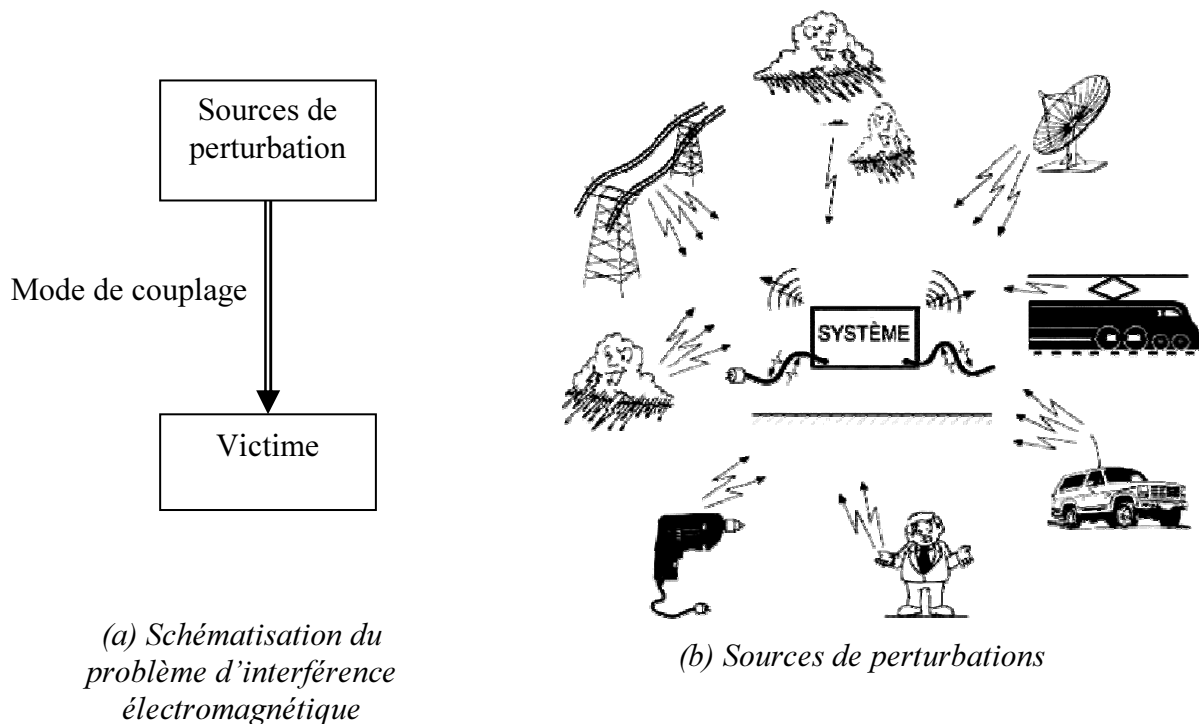 Sources de
perturbation
Mode de couplage
Victime
(a) Schématisation du
problème d’interférence
électromagnétique
SYSTÈME
(b) Sources de perturbations